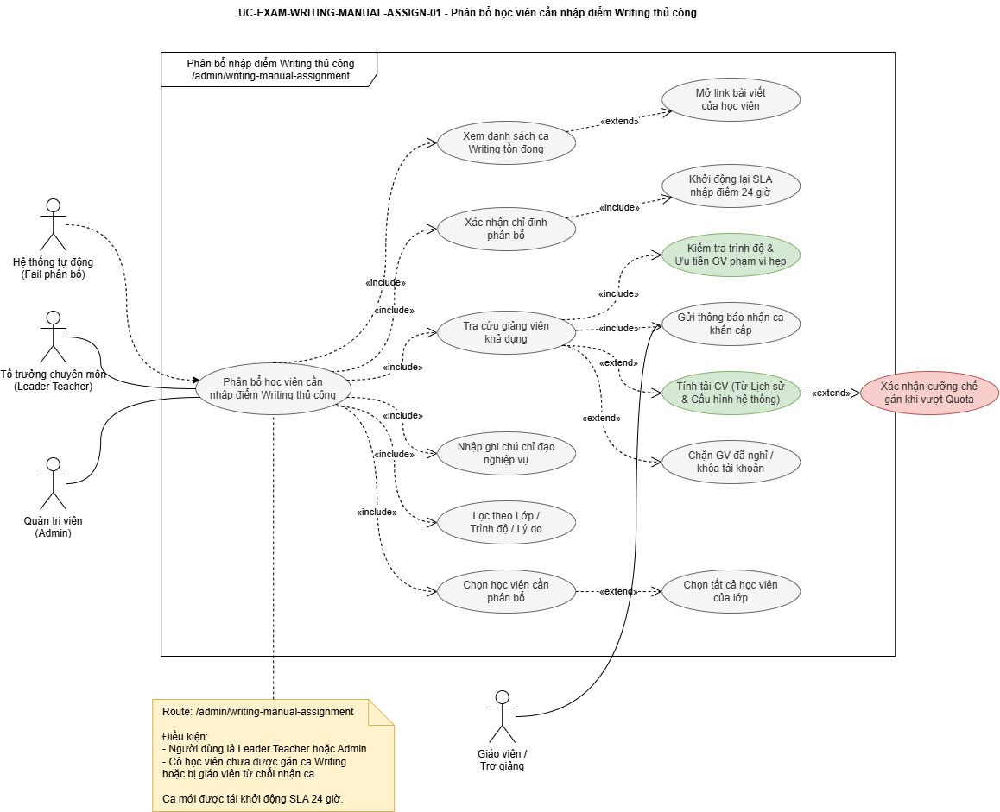 UC-EXAM-WRITING-MANUAL-ASSIGN-01 - Phân bổ học viên cần nhập điểm Writing thủ công
Phân bổ nhập điểm Writing thủ công
/admin/writing-manual-assignment
Mở link bài viết
của học viên
«extend»
Xem danh sách ca
Writing tồn đọng
Khởi động lại SLA
nhập điểm 24 giờ
«include»
Xác nhận chỉ định
phân bổ
Hệ thống tự động
(Fail phân bổ)
Kiểm tra trình độ &
Ưu tiên GV phạm vi hẹp
«include»
«include»
«include»
Tra cứu giảng viên
khả dụng
«include»
Gửi thông báo nhận ca
khẩn cấp
Tổ trưởng chuyên môn
(Leader Teacher)
«include»
«extend»
Phân bổ học viên cần
nhập điểm Writing thủ công
Tính tải CV (Từ Lịch sử
& Cấu hình hệ thống)
«extend»
Xác nhận cưỡng chế
gán khi vượt Quota
«include»
«extend»
Nhập ghi chú chỉ đạo
nghiệp vụ
«include»
Chặn GV đã nghỉ /
khóa tài khoản
«include»
Lọc theo Lớp /
Trình độ / Lý do
Quản trị viên
(Admin)
Chọn học viên cần
phân bổ
«extend»
Chọn tất cả học viên
của lớp
Route: /admin/writing-manual-assignment
Điều kiện:
- Người dùng là Leader Teacher hoặc Admin
- Có học viên chưa được gán ca Writing
hoặc bị giáo viên từ chối nhận ca
Ca mới được tái khởi động SLA 24 giờ.
Giáo viên /
Trợ giảng